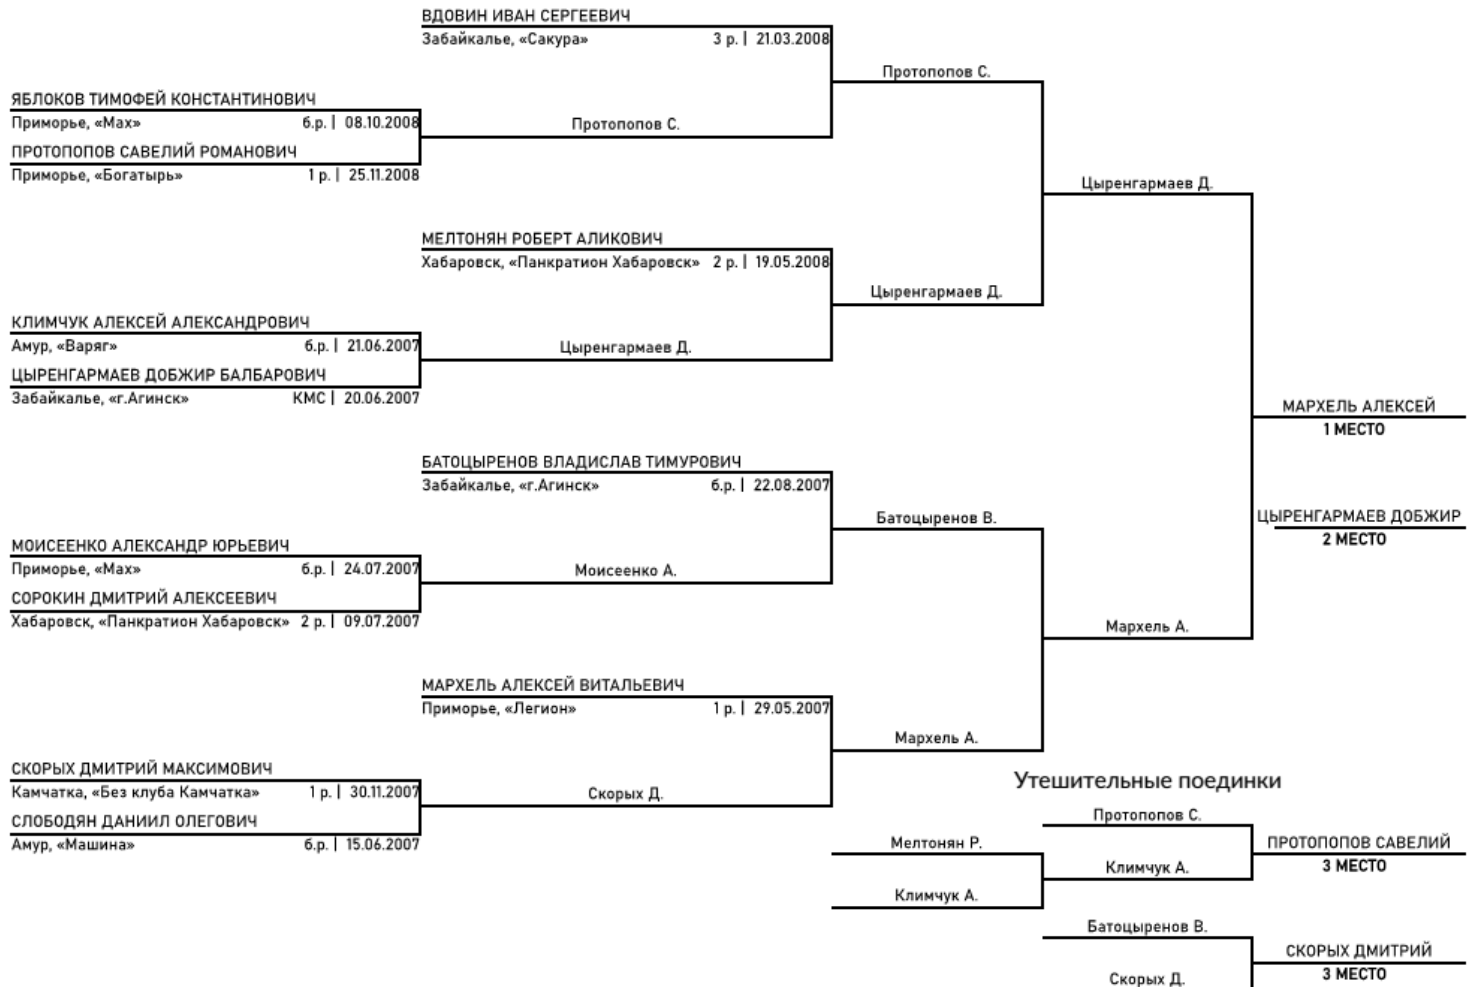 ВДОВИН ИВАН СЕРГЕЕВИЧ
Забайкалье, «Сакура» 3 р. | 21.03.2008
Протопопов С.
ЯБЛОКОВ ТИМОФЕЙ КОНСТАНТИНОВИЧ
Приморье, «Мах» б.р. | 08.10.2008
Протопопов С.
ПРОТОПОПОВ САВЕЛИЙ РОМАНОВИЧ
Приморье, «Богатырь» 1 р. | 25.11.2008
Цыренгармаев Д.
МЕЛТОНЯН РОБЕРТ АЛИКОВИЧ
Хабаровск, «Панкратион Хабаровск» 2 р. | 19.05.2008
Цыренгармаев Д.
КЛИМЧУК АЛЕКСЕЙ АЛЕКСАНДРОВИЧ
Амур, «Варяг» б.р. | 21.06.2007
Цыренгармаев Д.
ЦЫРЕНГАРМАЕВ ДОБЖИР БАЛБАРОВИЧ
Забайкалье, «г.Агинск» КМС | 20.06.2007
МАРХЕЛЬ АЛЕКСЕЙ
1 МЕСТО
БАТОЦЫРЕНОВ ВЛАДИСЛАВ ТИМУРОВИЧ
Забайкалье, «г.Агинск» б.р. | 22.08.2007
Батоцыренов В.
ЦЫРЕНГАРМАЕВ ДОБЖИР
2 МЕСТО
МОИСЕЕНКО АЛЕКСАНДР ЮРЬЕВИЧ
Приморье, «Мах» б.р. | 24.07.2007
Моисеенко А.
СОРОКИН ДМИТРИЙ АЛЕКСЕЕВИЧ
Хабаровск, «Панкратион Хабаровск» 2 р. | 09.07.2007
Мархель А.
МАРХЕЛЬ АЛЕКСЕЙ ВИТАЛЬЕВИЧ
Приморье, «Легион» 1 р. | 29.05.2007
Мархель А.
СКОРЫХ ДМИТРИЙ МАКСИМОВИЧ
Камчатка, «Без клуба Камчатка» 1 р. | 30.11.2007
Скорых Д.
СЛОБОДЯН ДАНИИЛ ОЛЕГОВИЧ
Амур, «Машина» б.р. | 15.06.2007
Утешительные поединки
Протопопов С.
Мелтонян Р.
ПРОТОПОПОВ САВЕЛИЙ
3 МЕСТО
Климчук А.
Климчук А.
Батоцыренов В.
СКОРЫХ ДМИТРИЙ
3 МЕСТО
Скорых Д.